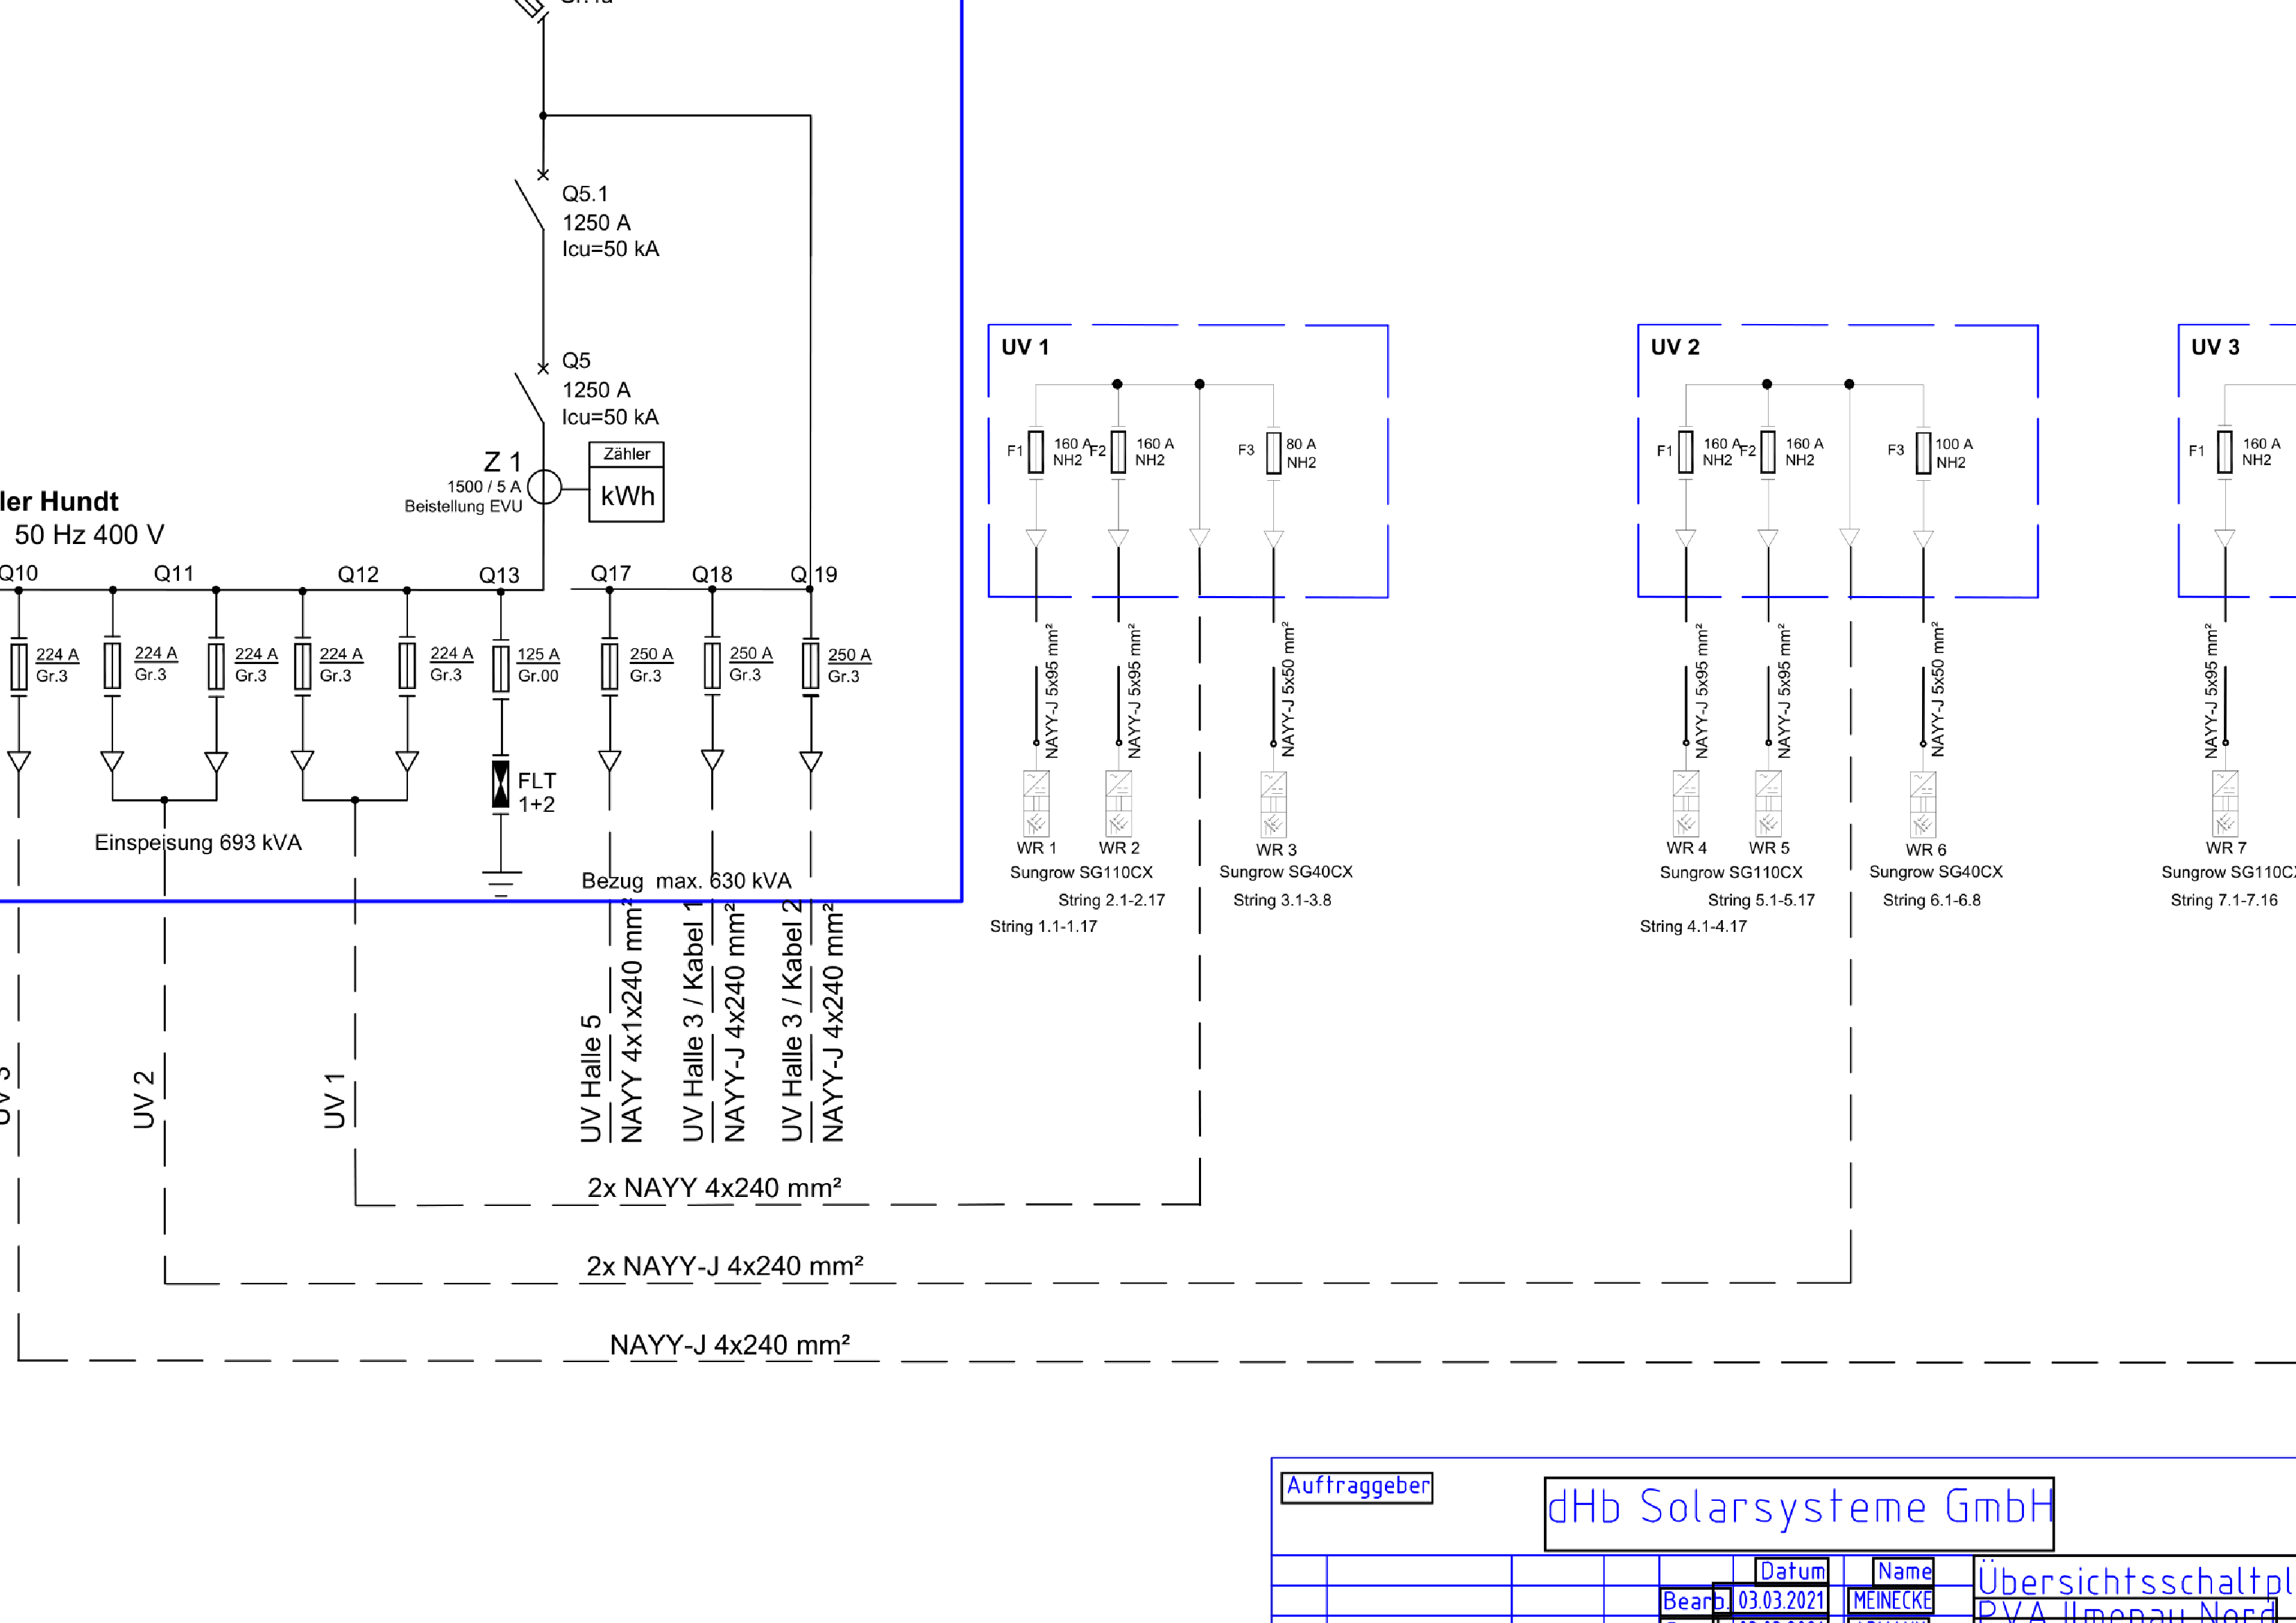 Q5.1
1250 A
Icu=50 kA
Q5
1250 A
Icu=50 kA
Z 1
1500 / 5 A
Beistellung EVU
Zähler
kWh
ler Hundt
50 Hz 400 V
Q10
Q11
Q12
Q13
Q17
Q18
Q 19
224 A
Gr.3
224 A
Gr.3
224 A
Gr.3
224 A
Gr.3
224 A
Gr.3
125 A
Gr.00
250 A
Gr.3
250 A
Gr.3
250 A
Gr.3
FLT
1+2
Einspeisung 693 kVA
Bezug max. 630 kVA
UV 3
UV 2
UV 1
UV Halle 5
NAYY 4x1x240 mm²
UV Halle 3 / Kabel 1
NAYY-J 4x240 mm²
UV Halle 3 / Kabel 2
NAYY-J 4x240 mm²
2x NAYY 4x240 mm²
2x NAYY-J 4x240 mm²
NAYY-J 4x240 mm²
UV 1
F1
160 A
NH2
F2
160 A
NH2
F3
80 A
NH2
NAYY-J 5x95 mm²
NAYY-J 5x95 mm²
NAYY-J 5x50 mm²
WR 1
WR 2
WR 3
Sungrow SG110CX
Sungrow SG40CX
String 2.1-2.17
String 3.1-3.8
String 1.1-1.17
UV 2
F1
160 A
NH2
F2
160 A
NH2
F3
100 A
NH2
NAYY-J 5x95 mm²
NAYY-J 5x95 mm²
NAYY-J 5x50 mm²
WR 4
WR 5
WR 6
Sungrow SG110CX
Sungrow SG40CX
String 5.1-5.17
String 6.1-6.8
String 4.1-4.17
UV 3
F1
160 A
NH2
NAYY-J 5x95 mm²
WR 7
Sungrow SG110CX
String 7.1-7.16
Auftraggeber
dHb Solarsysteme GmbH
Datum
Name
Bearb.
03.03.2021
MEINECKE
Übersichtsschaltpl
PVA Ilmenau Nord